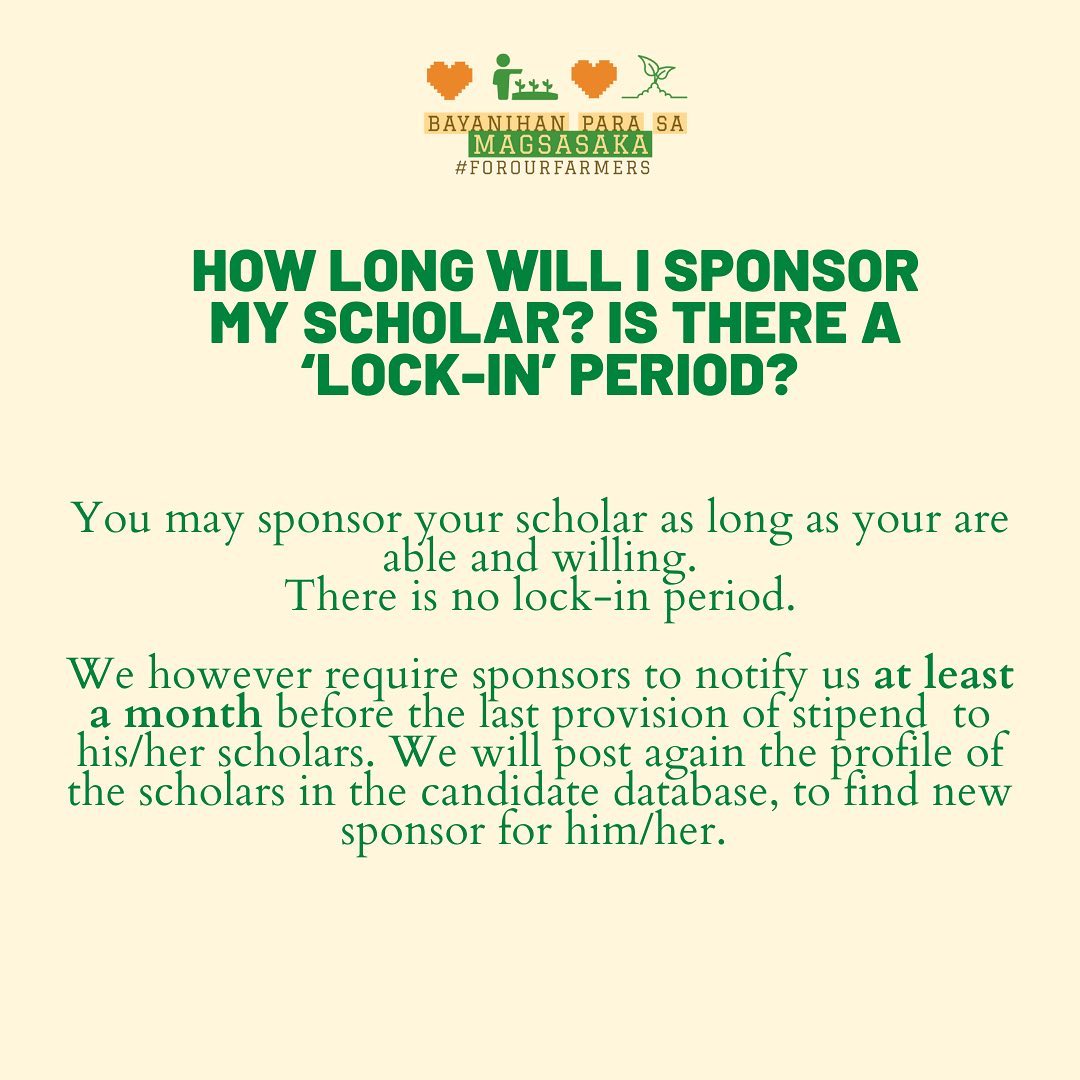 BAYANIHAN PARA SA
MAGSASAKA
#FOROURFARMERS
HOW LONG WILL I SPONSOR
MY SCHOLAR? IS THERE A
‘LOCK-IN’ PERIOD?
You may sponsor your scholar as long as your are
able and willing.
There is no lock-in period.
We however require sponsors to notify us at least
a month before the last provision of stipend  to
his/her scholars. We will post again the profile of
the scholars in the candidate database, to find new
sponsor for him/her.